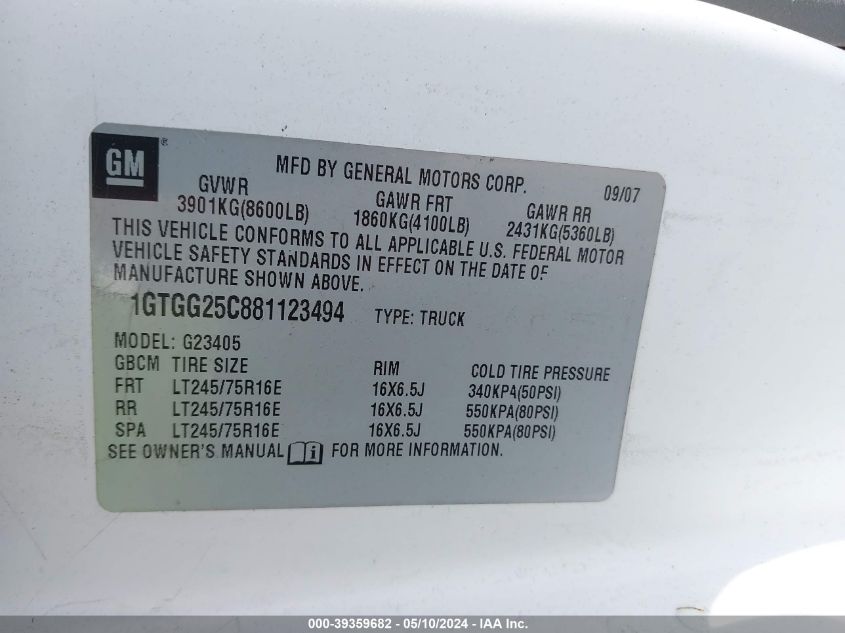 GM ®
MFD BY GENERAL MOTORS CORP. 09/07
GVWR GAWR FRT GAWR RR
3901KG(8600LB) 1860KG(4100LB) 2431KG(5360LB)
THIS VEHICLE CONFORMS TO ALL APPLICABLE U.S. FEDERAL MOTOR
VEHICLE SAFETY STANDARDS IN EFFECT ON THE DATE OF
MANUFACTURE SHOWN ABOVE.
1GTGG25C881123494 TYPE: TRUCK
MODEL: G23405
GBCM TIRE SIZE RIM COLD TIRE PRESSURE
FRT LT245/75R16E 16X6.5J 340KPA(50PSI)
RR LT245/75R16E 16X6.5J 550KPA(80PSI)
SPA LT245/75R16E 16X6.5J 550KPA(80PSI)
SEE OWNER'S MANUAL i FOR MORE INFORMATION.
000-39359682 - 05/10/2024 - IAA Inc.